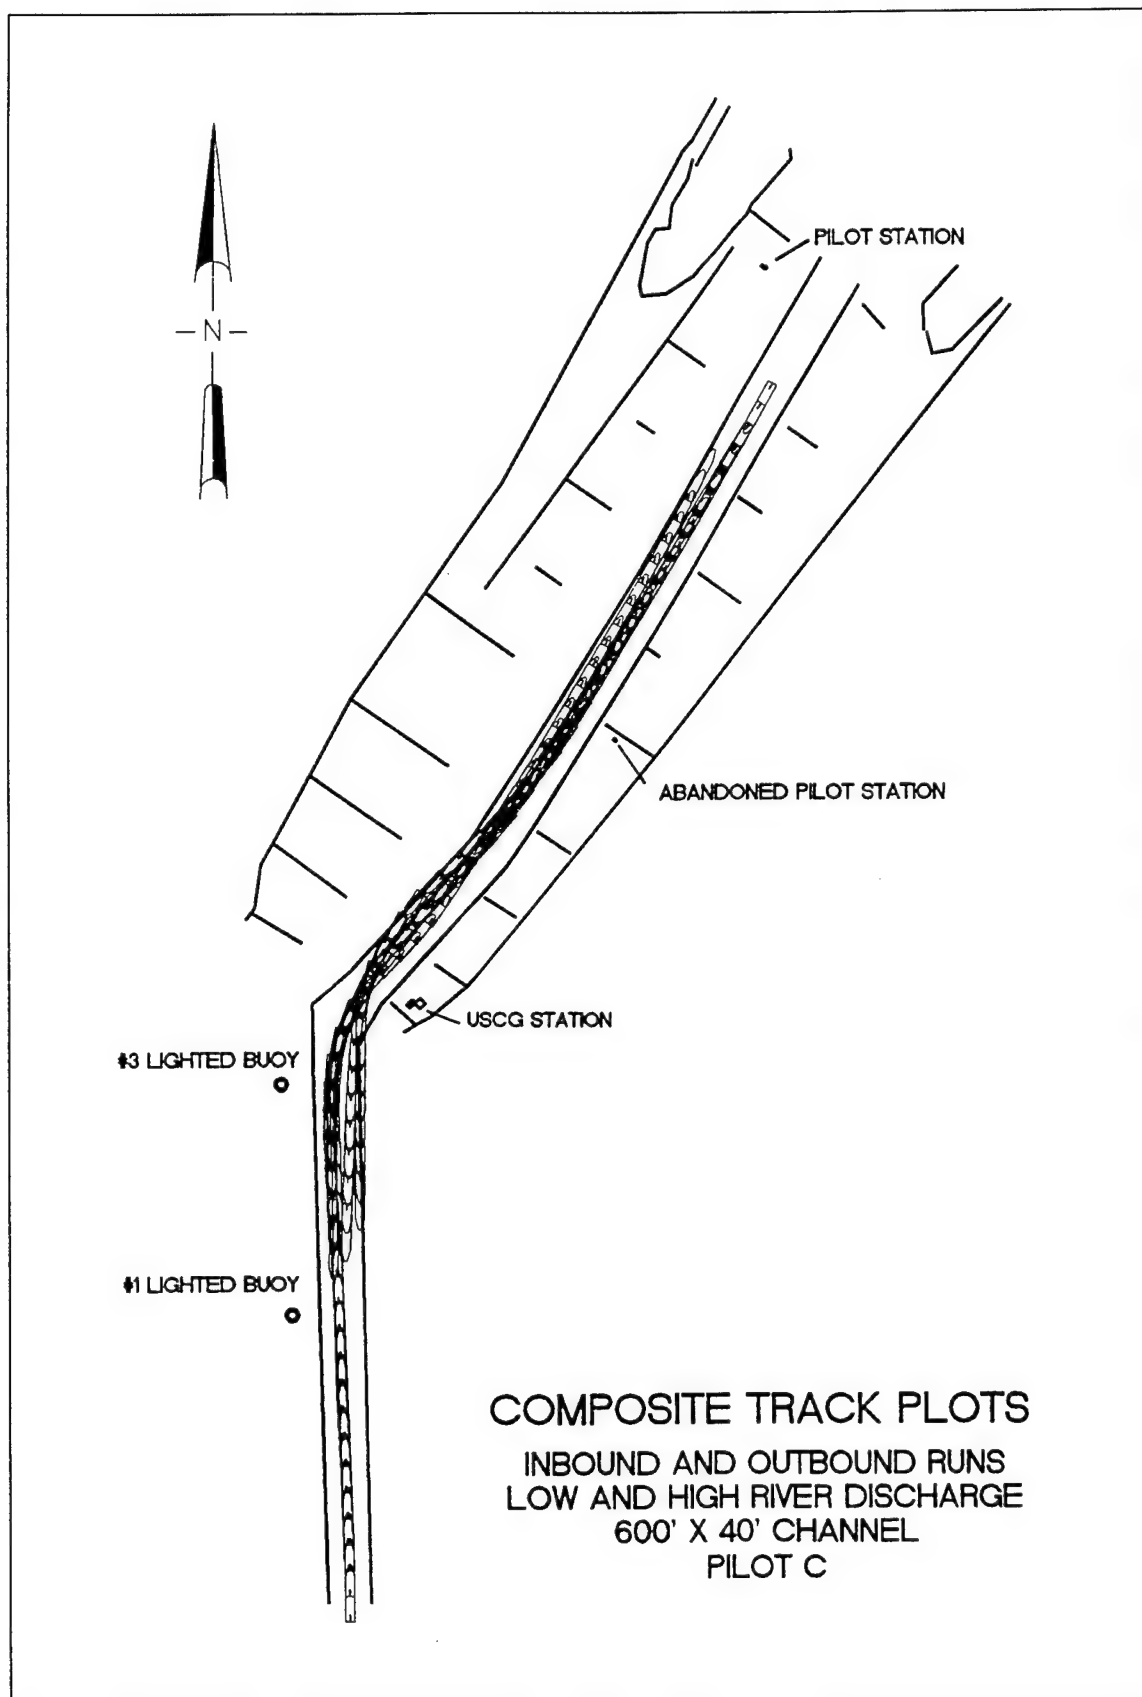 PILOT STATION
N
ABANDONED PILOT STATION
USCG STATION
#3 LIGHTED BUOY
#1 LIGHTED BUOY
COMPOSITE TRACK PLOTS
INBOUND AND OUTBOUND RUNS
LOW AND HIGH RIVER DISCHARGE
600' X 40' CHANNEL
PILOT C